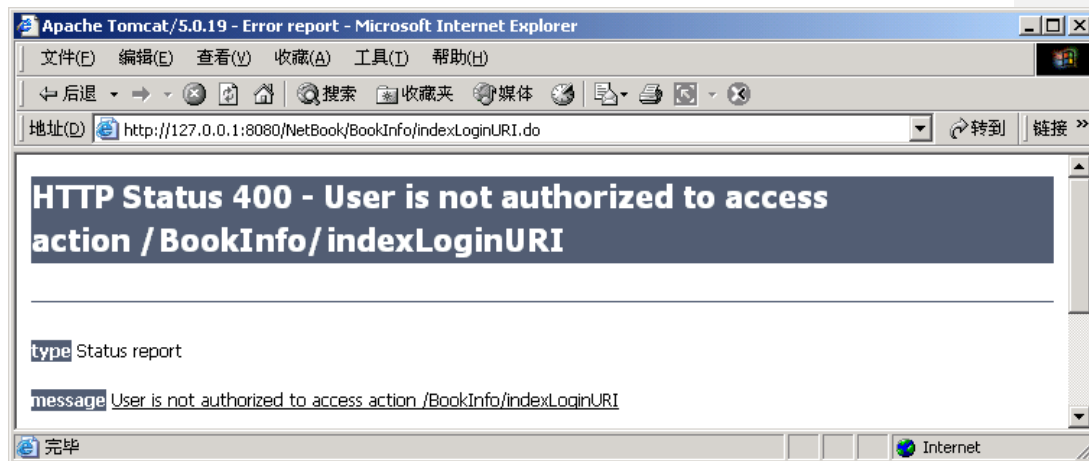 Apache Tomcat/5.0.19 - Error report - Microsoft Internet Explorer
文件(F) 编辑(E) 查看(V) 收藏(A) 工具(T) 帮助(H)
后退 搜索 收藏夹 媒体
地址(D) http://127.0.0.1:8080/NetBook/BookInfo/indexLoginURI.do 转到 链接 »
HTTP Status 400 - User is not authorized to access
action /BookInfo/indexLoginURI
type Status report
message User is not authorized to access action /BookInfo/indexLoginURI
完毕 Internet